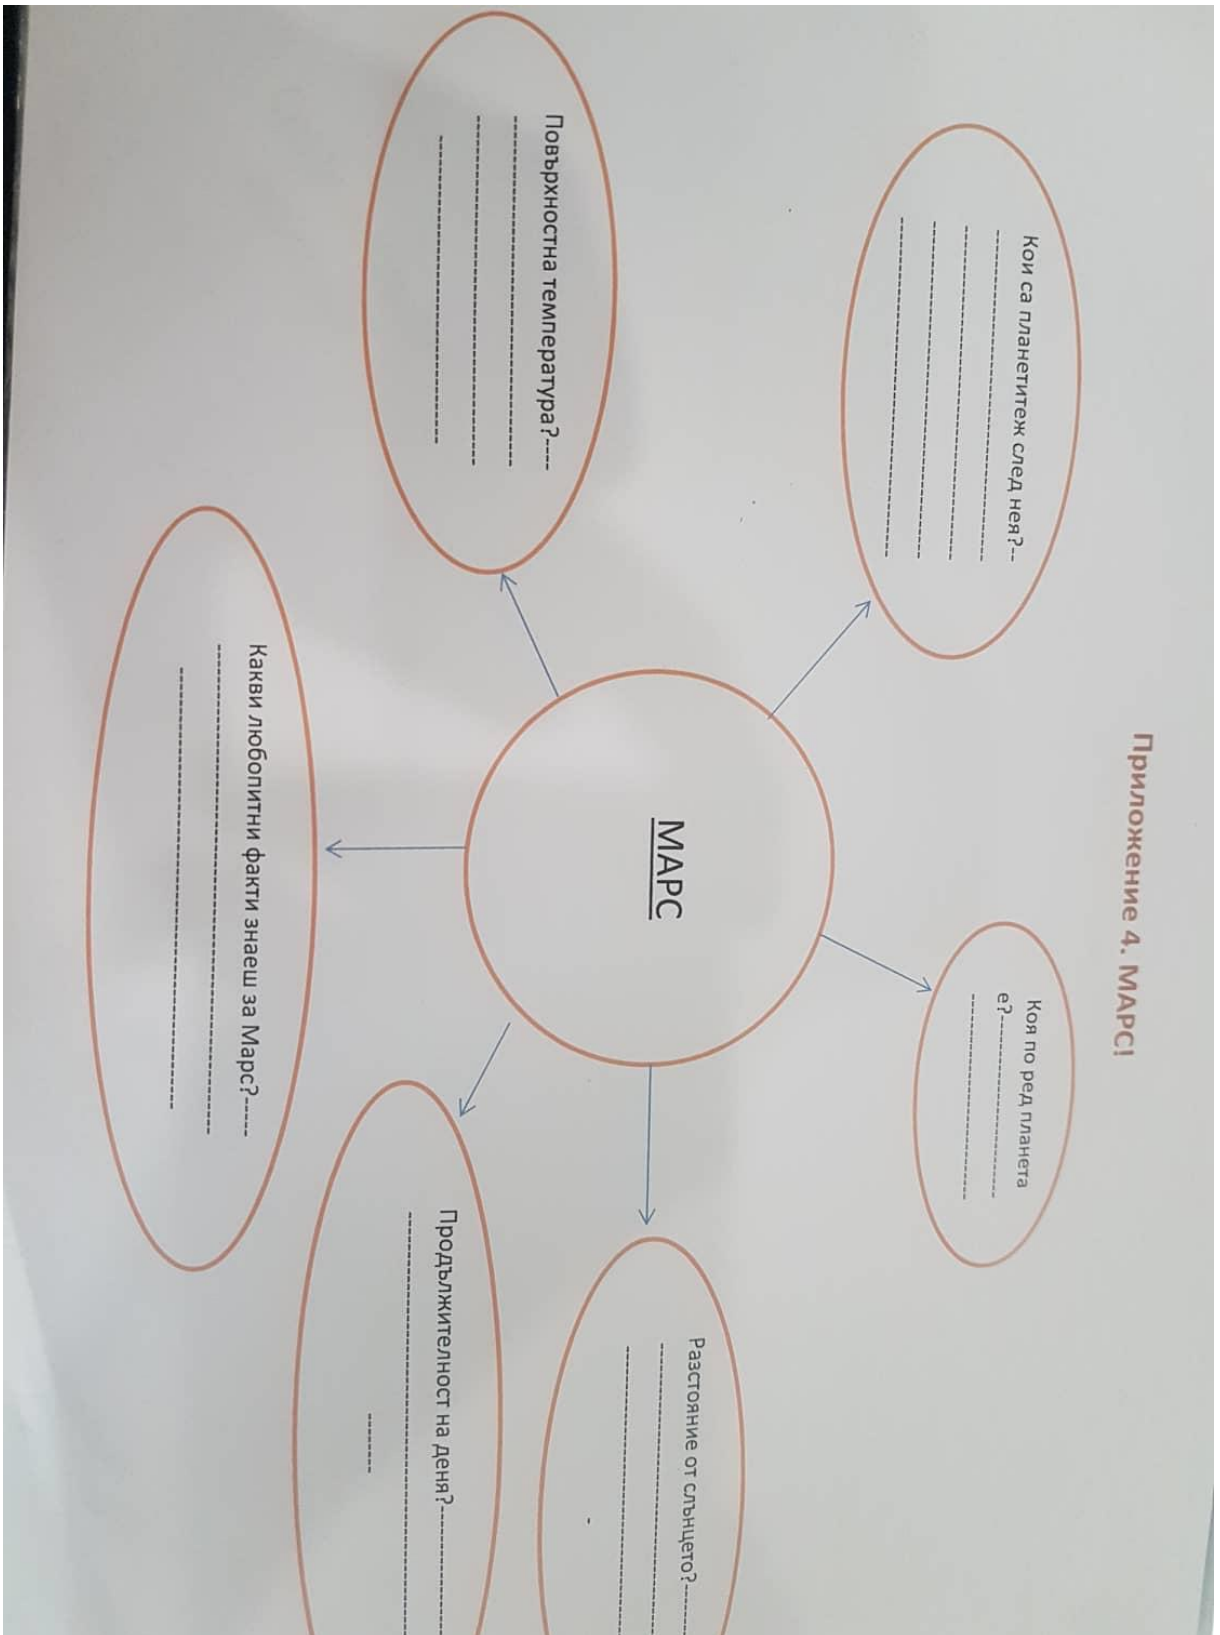 Приложение 4. МАРС!
Кои са планетитеж след нея?--
-----------------------------------------
-----------------------------------------
-----------------------------------------
-----------------------------------------
Коя по ред планета
е?-------------------------
----------------------------
Повърхностна температура?----
-----------------------------------------
-----------------------------------------
------------------------------------
МАРС
Разстояние от слънцето?-------
-----------------------------------
-----------------------------------
-
Какви любопитни факти знаеш за Марс?-----
--------------------------------------------------------
--------------------------------------------------
Продължителност на деня?----------------
--------------------------------------------------
-------